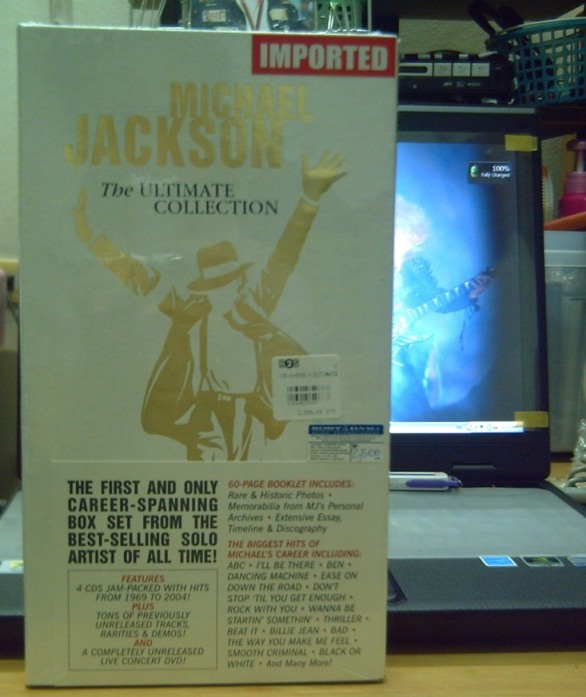 IMPORTED
MICHAEL
JACKSON
The ULTIMATE
COLLECTION
100%
Fully Charged
SONY BMG
THE FIRST AND ONLY
CAREER-SPANNING
BOX SET FROM THE
BEST-SELLING SOLO
ARTIST OF ALL TIME!
FEATURES
4 CDS JAM-PACKED WITH HITS
FROM 1969 TO 2004!
PLUS
TONS OF PREVIOUSLY
UNRELEASED TRACKS,
RARITIES & DEMOS!
AND
A COMPLETELY UNRELEASED
LIVE CONCERT DVD!
60-PAGE BOOKLET INCLUDES:
Rare & Historic Photos •
Memorabilia from MJ's Personal
Archives • Extensive Essay,
Timeline & Discography
THE BIGGEST HITS OF
MICHAEL'S CAREER INCLUDING:
ABC • I'LL BE THERE • BEN •
DANCING MACHINE • EASE ON
DOWN THE ROAD • DON'T
STOP 'TIL YOU GET ENOUGH •
ROCK WITH YOU • WANNA BE
STARTIN' SOMETHIN' • THRILLER •
BEAT IT • BILLIE JEAN • BAD •
THE WAY YOU MAKE ME FEEL •
SMOOTH CRIMINAL • BLACK OR
WHITE • And Many More!